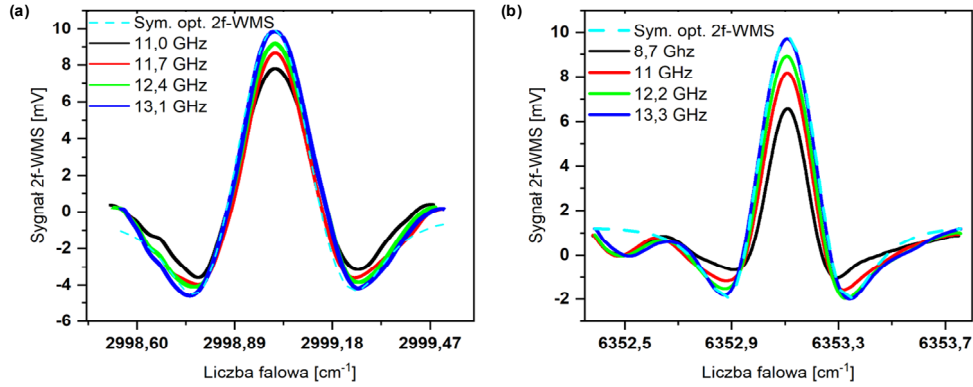 (a)
Sym. opt. 2f-WMS
11,0 GHz
11,7 GHz
12,4 GHz
13,1 GHz
Sygnał 2f-WMS [mV]
10
8
6
4
2
0
-2
-4
-6
2998,60
2998,89
2999,18
2999,47
Liczba falowa [cm-1]
(b)
Sym. opt. 2f-WMS
8,7 Ghz
11 GHz
12,2 GHz
13,3 GHz
Sygnał 2f-WMS [mV]
10
8
6
4
2
0
-2
6352,5
6352,9
6353,3
6353,7
Liczba falowa [cm-1]